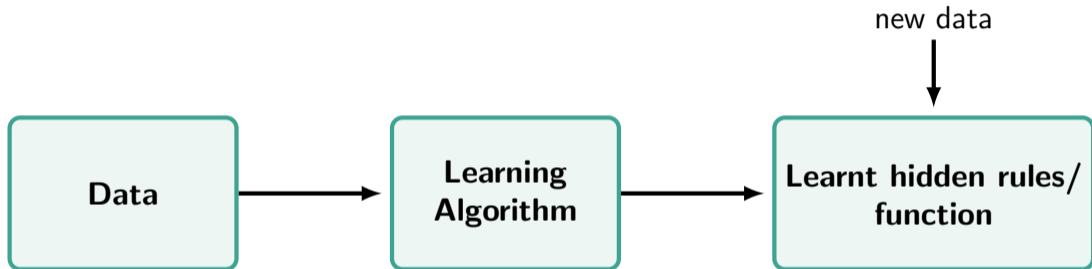 new data
Data
Learning
Algorithm
Learnt hidden rules/
function